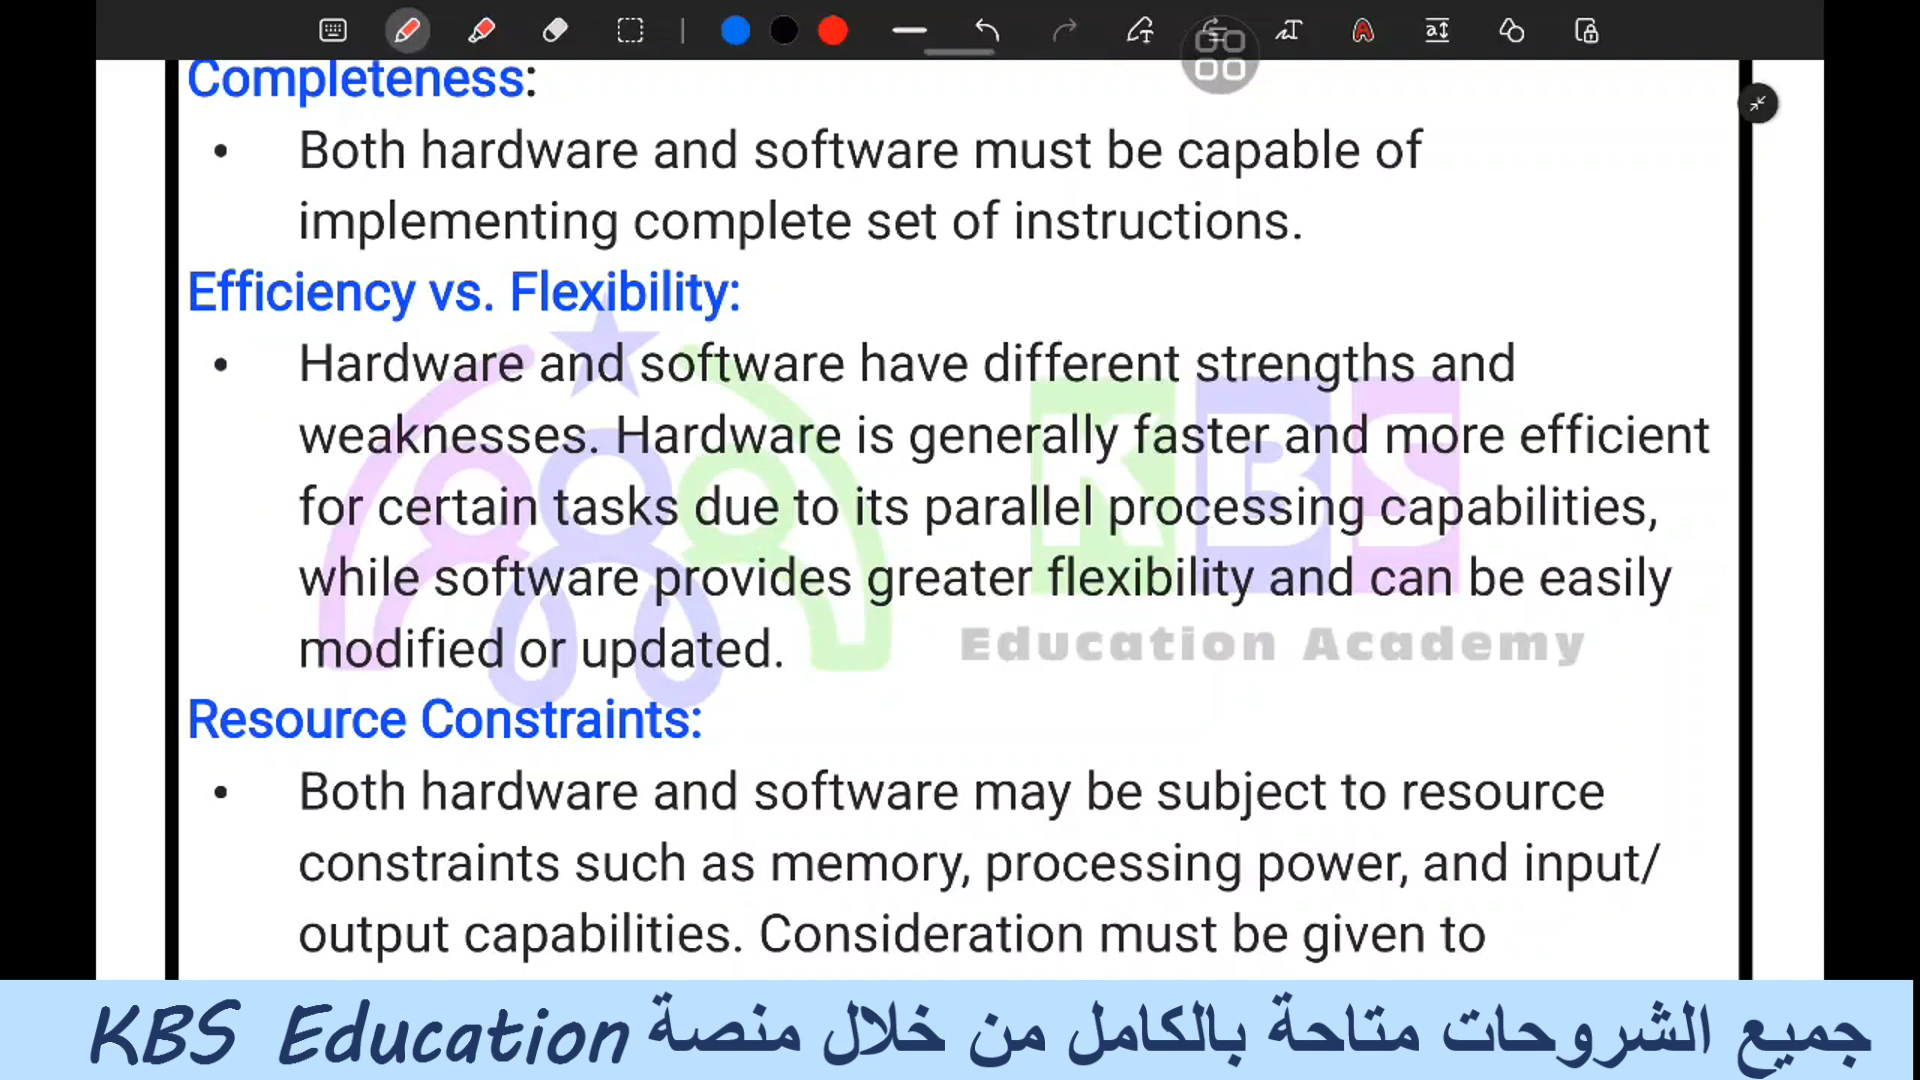 Completeness:
• Both hardware and software must be capable of
implementing complete set of instructions.
Efficiency vs. Flexibility:
• Hardware and software have different strengths and
weaknesses. Hardware is generally faster and more efficient
for certain tasks due to its parallel processing capabilities,
while software provides greater flexibility and can be easily
modified or updated.
KBS
Education Academy
Resource Constraints:
• Both hardware and software may be subject to resource
constraints such as memory, processing power, and input/
output capabilities. Consideration must be given to
جميع الشروحات متاحة بالكامل من خلال منصة KBS Education